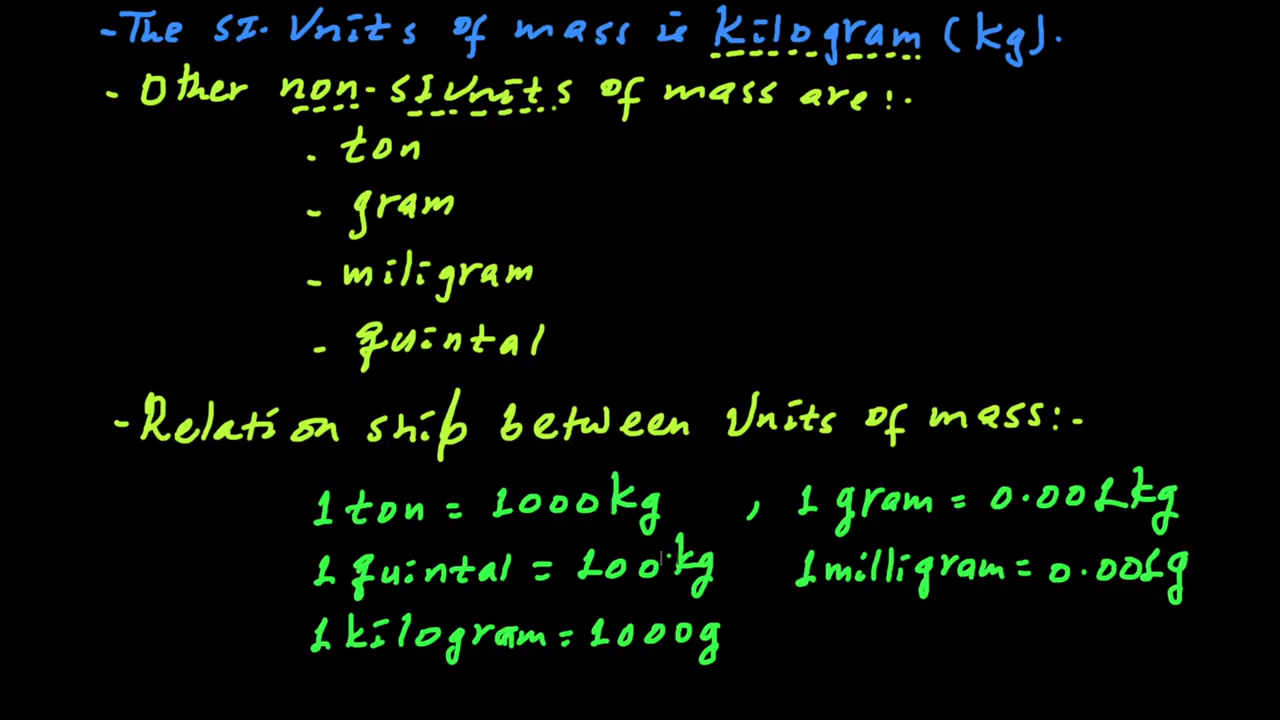 -The SI. Units of mass is kilogram (kg).
- Other non-SI Units of mass are:.
- ton
- gram
- miligram
- quintal
-Relation ship between Units of mass:-
1 ton = 1000kg , 1 gram = 0.001kg
1 quintal = 100 kg 1milligram = 0.001g
1 kilogram = 1000g